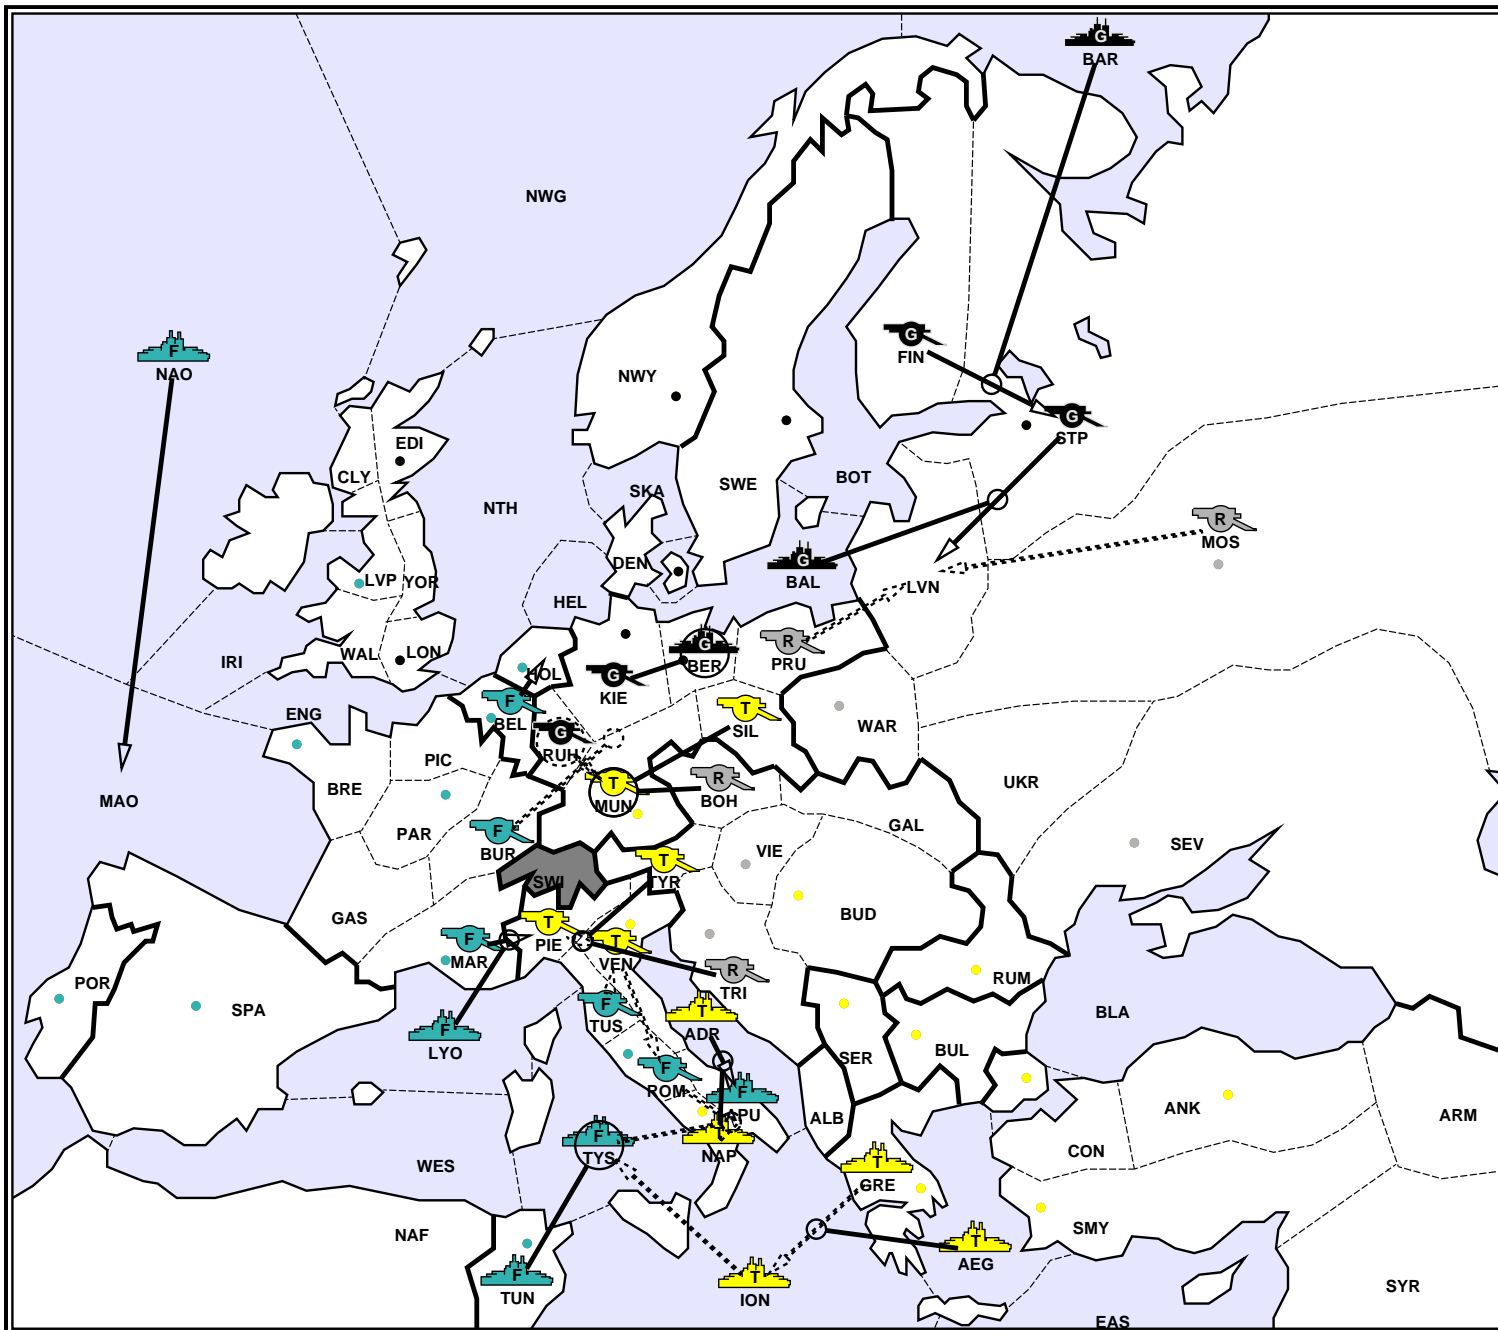 G
BAR
NWG
F
NAO
G
FIN
NWY
G
STP
EDI
CLY
SWE
BOT
SKA
NTH
R
MOS
DEN
G
BAL
LVP
YOR
LVN
HEL
R
PRU
G
BER
LON
WAL
IRI
HOL
G
KIE
F
BEL
T
SIL
ENG
WAR
G
RUH
PIC
UKR
T
MUN
R
BOH
BRE
MAO
GAL
PAR
F
BUR
SEV
VIE
T
TYR
SWI
BUD
GAS
T
PIE
F
MAR
T
VEN
R
TRI
RUM
POR
SPA
F
TUS
T
ADR
BLA
F
LYO
SER
BUL
F
ROM
F
APU
ANK
ARM
ALB
T
NAP
F
TYS
CON
WES
T
GRE
SMY
NAF
T
AEG
F
TUN
T
ION
SYR
EAS